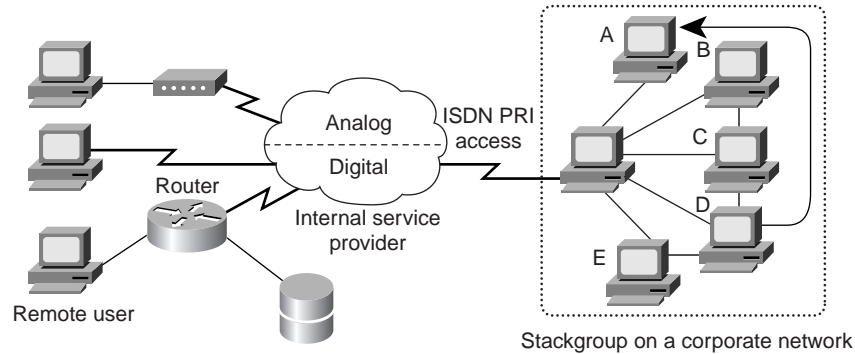 A
B
Analog
ISDN PRI
access
C
Digital
Router
D
Internal service
provider
E
Remote user
Stackgroup on a corporate network